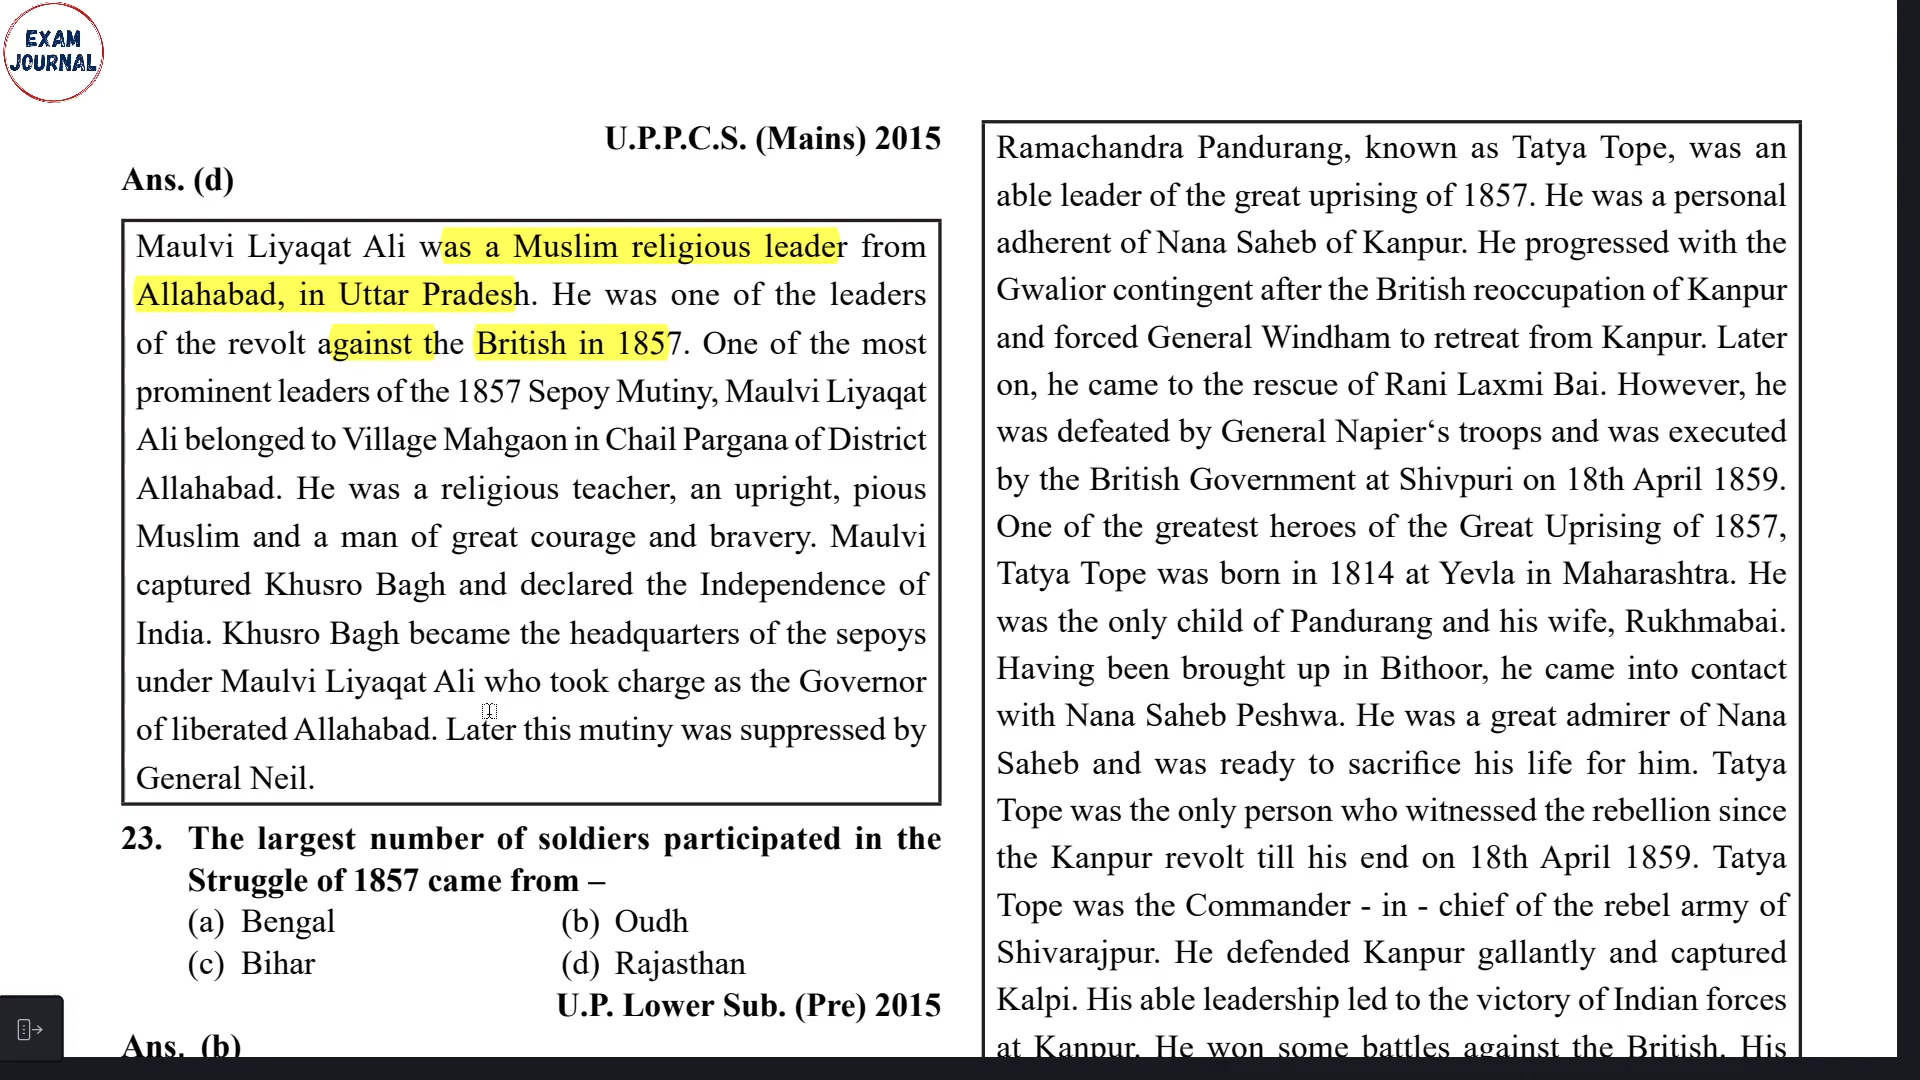 EXAM
JOURNAL
U.P.P.C.S. (Mains) 2015
Ans. (d)
Maulvi Liyaqat Ali was a Muslim religious leader from
Allahabad, in Uttar Pradesh. He was one of the leaders
of the revolt against the British in 1857. One of the most
prominent leaders of the 1857 Sepoy Mutiny, Maulvi Liyaqat
Ali belonged to Village Mahgaon in Chail Pargana of District
Allahabad. He was a religious teacher, an upright, pious
Muslim and a man of great courage and bravery. Maulvi
captured Khusro Bagh and declared the Independence of
India. Khusro Bagh became the headquarters of the sepoys
under Maulvi Liyaqat Ali who took charge as the Governor
of liberated Allahabad. Later this mutiny was suppressed by
General Neil.
23. The largest number of soldiers participated in the
Struggle of 1857 came from –
(a) Bengal (b) Oudh
(c) Bihar (d) Rajasthan
U.P. Lower Sub. (Pre) 2015
Ans. (b)
Ramachandra Pandurang, known as Tatya Tope, was an
able leader of the great uprising of 1857. He was a personal
adherent of Nana Saheb of Kanpur. He progressed with the
Gwalior contingent after the British reoccupation of Kanpur
and forced General Windham to retreat from Kanpur. Later
on, he came to the rescue of Rani Laxmi Bai. However, he
was defeated by General Napier‘s troops and was executed
by the British Government at Shivpuri on 18th April 1859.
One of the greatest heroes of the Great Uprising of 1857,
Tatya Tope was born in 1814 at Yevla in Maharashtra. He
was the only child of Pandurang and his wife, Rukhmabai.
Having been brought up in Bithoor, he came into contact
with Nana Saheb Peshwa. He was a great admirer of Nana
Saheb and was ready to sacrifice his life for him. Tatya
Tope was the only person who witnessed the rebellion since
the Kanpur revolt till his end on 18th April 1859. Tatya
Tope was the Commander - in - chief of the rebel army of
Shivarajpur. He defended Kanpur gallantly and captured
Kalpi. His able leadership led to the victory of Indian forces
at Kanpur. He won some battles against the British. His